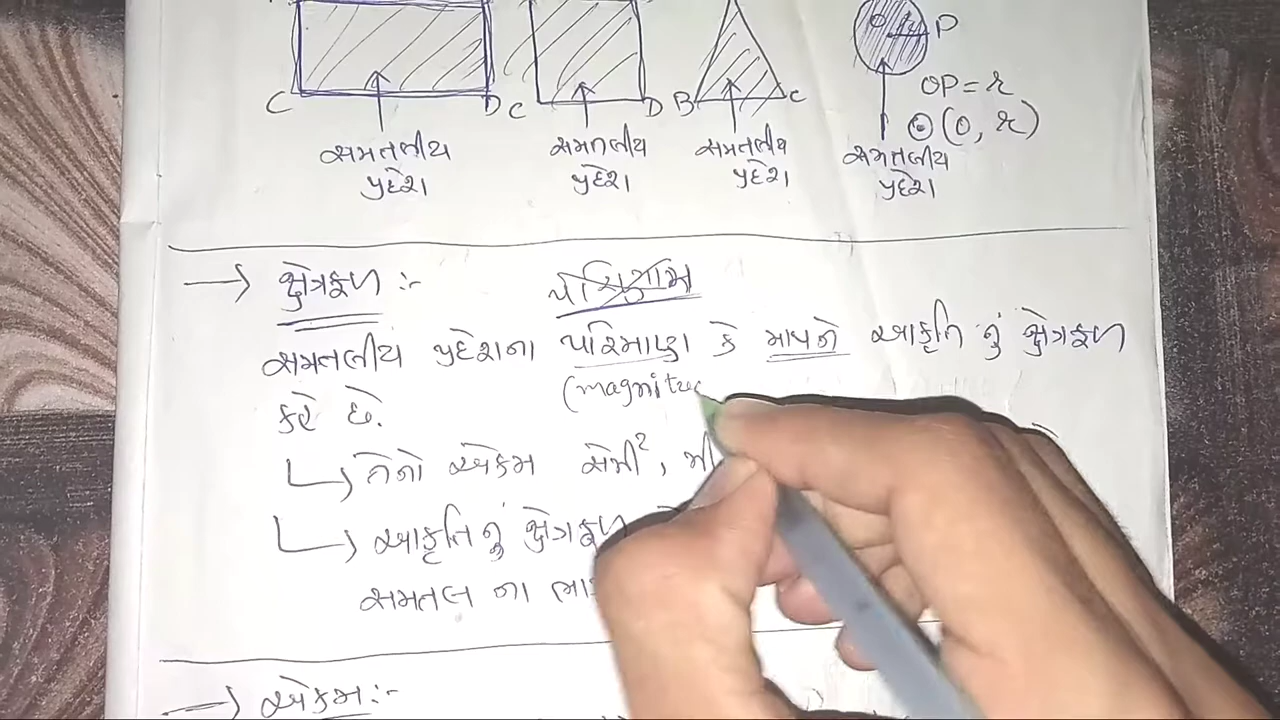 C D C D B C
P
OP = r
⊙(O, r)
સમતલીય સમતલીય સમતલીય સમતલીય
પ્રદેશ પ્રદેશ પ્રદેશ પ્રદેશ
→ ક્ષેત્રફળ :-
સમતલીય પ્રદેશના પરિમાણ કે માપને આકૃતિ નું ક્ષેત્રફળ
(magnitu
કહે છે.
↳ તેનો એકમ સેમી²,
↳ આકૃતિ નું ક્ષેત્રફળ
સમતલ ના
→ એકમ :-